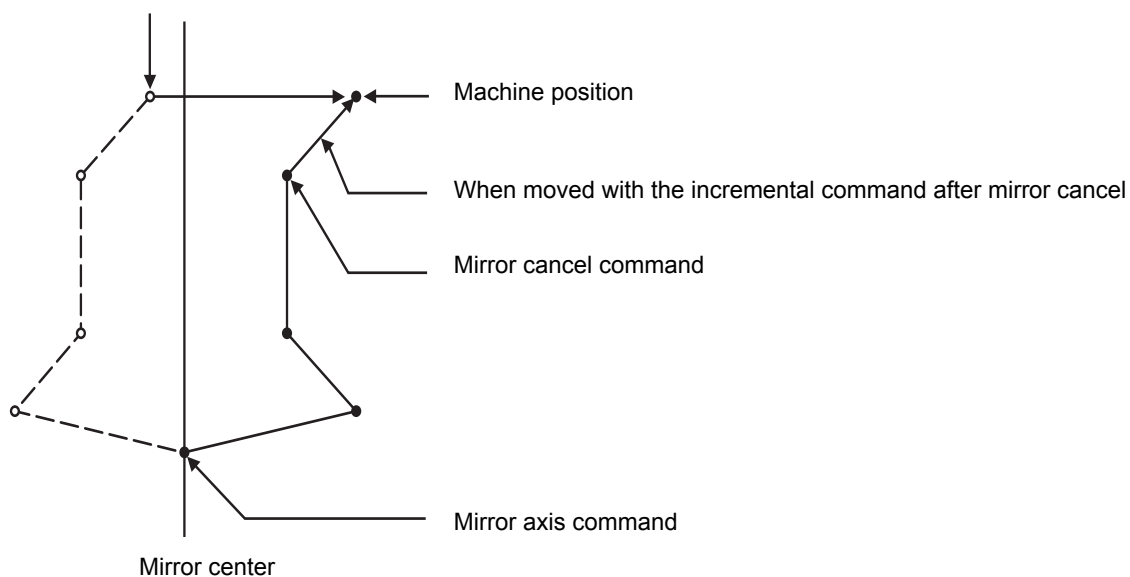 Machine position
When moved with the incremental command after mirror cancel
Mirror cancel command
Mirror axis command
Mirror center